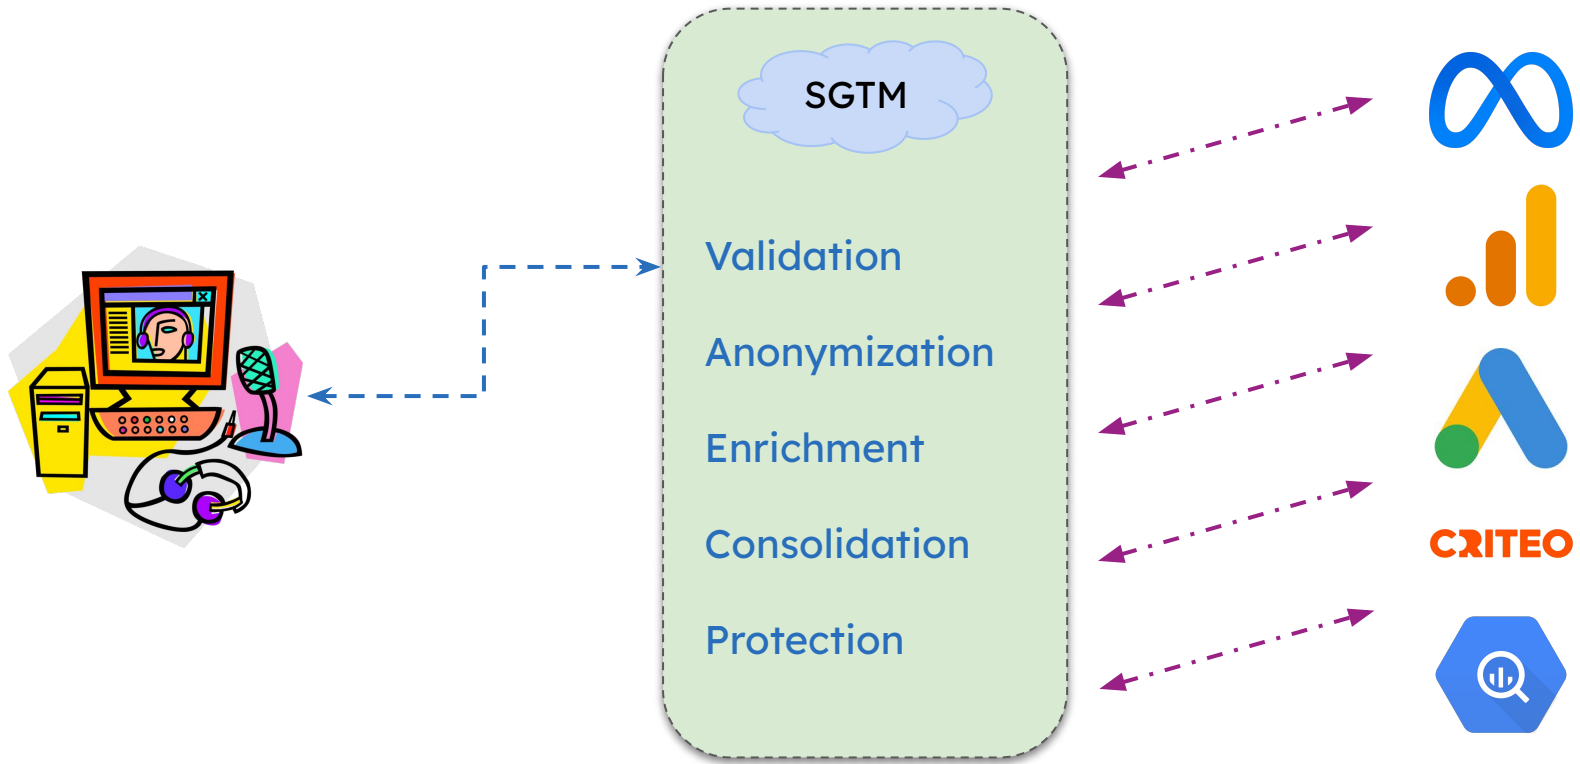 SGTM
Validation
Anonymization
Enrichment
Consolidation
Protection
CRITEO